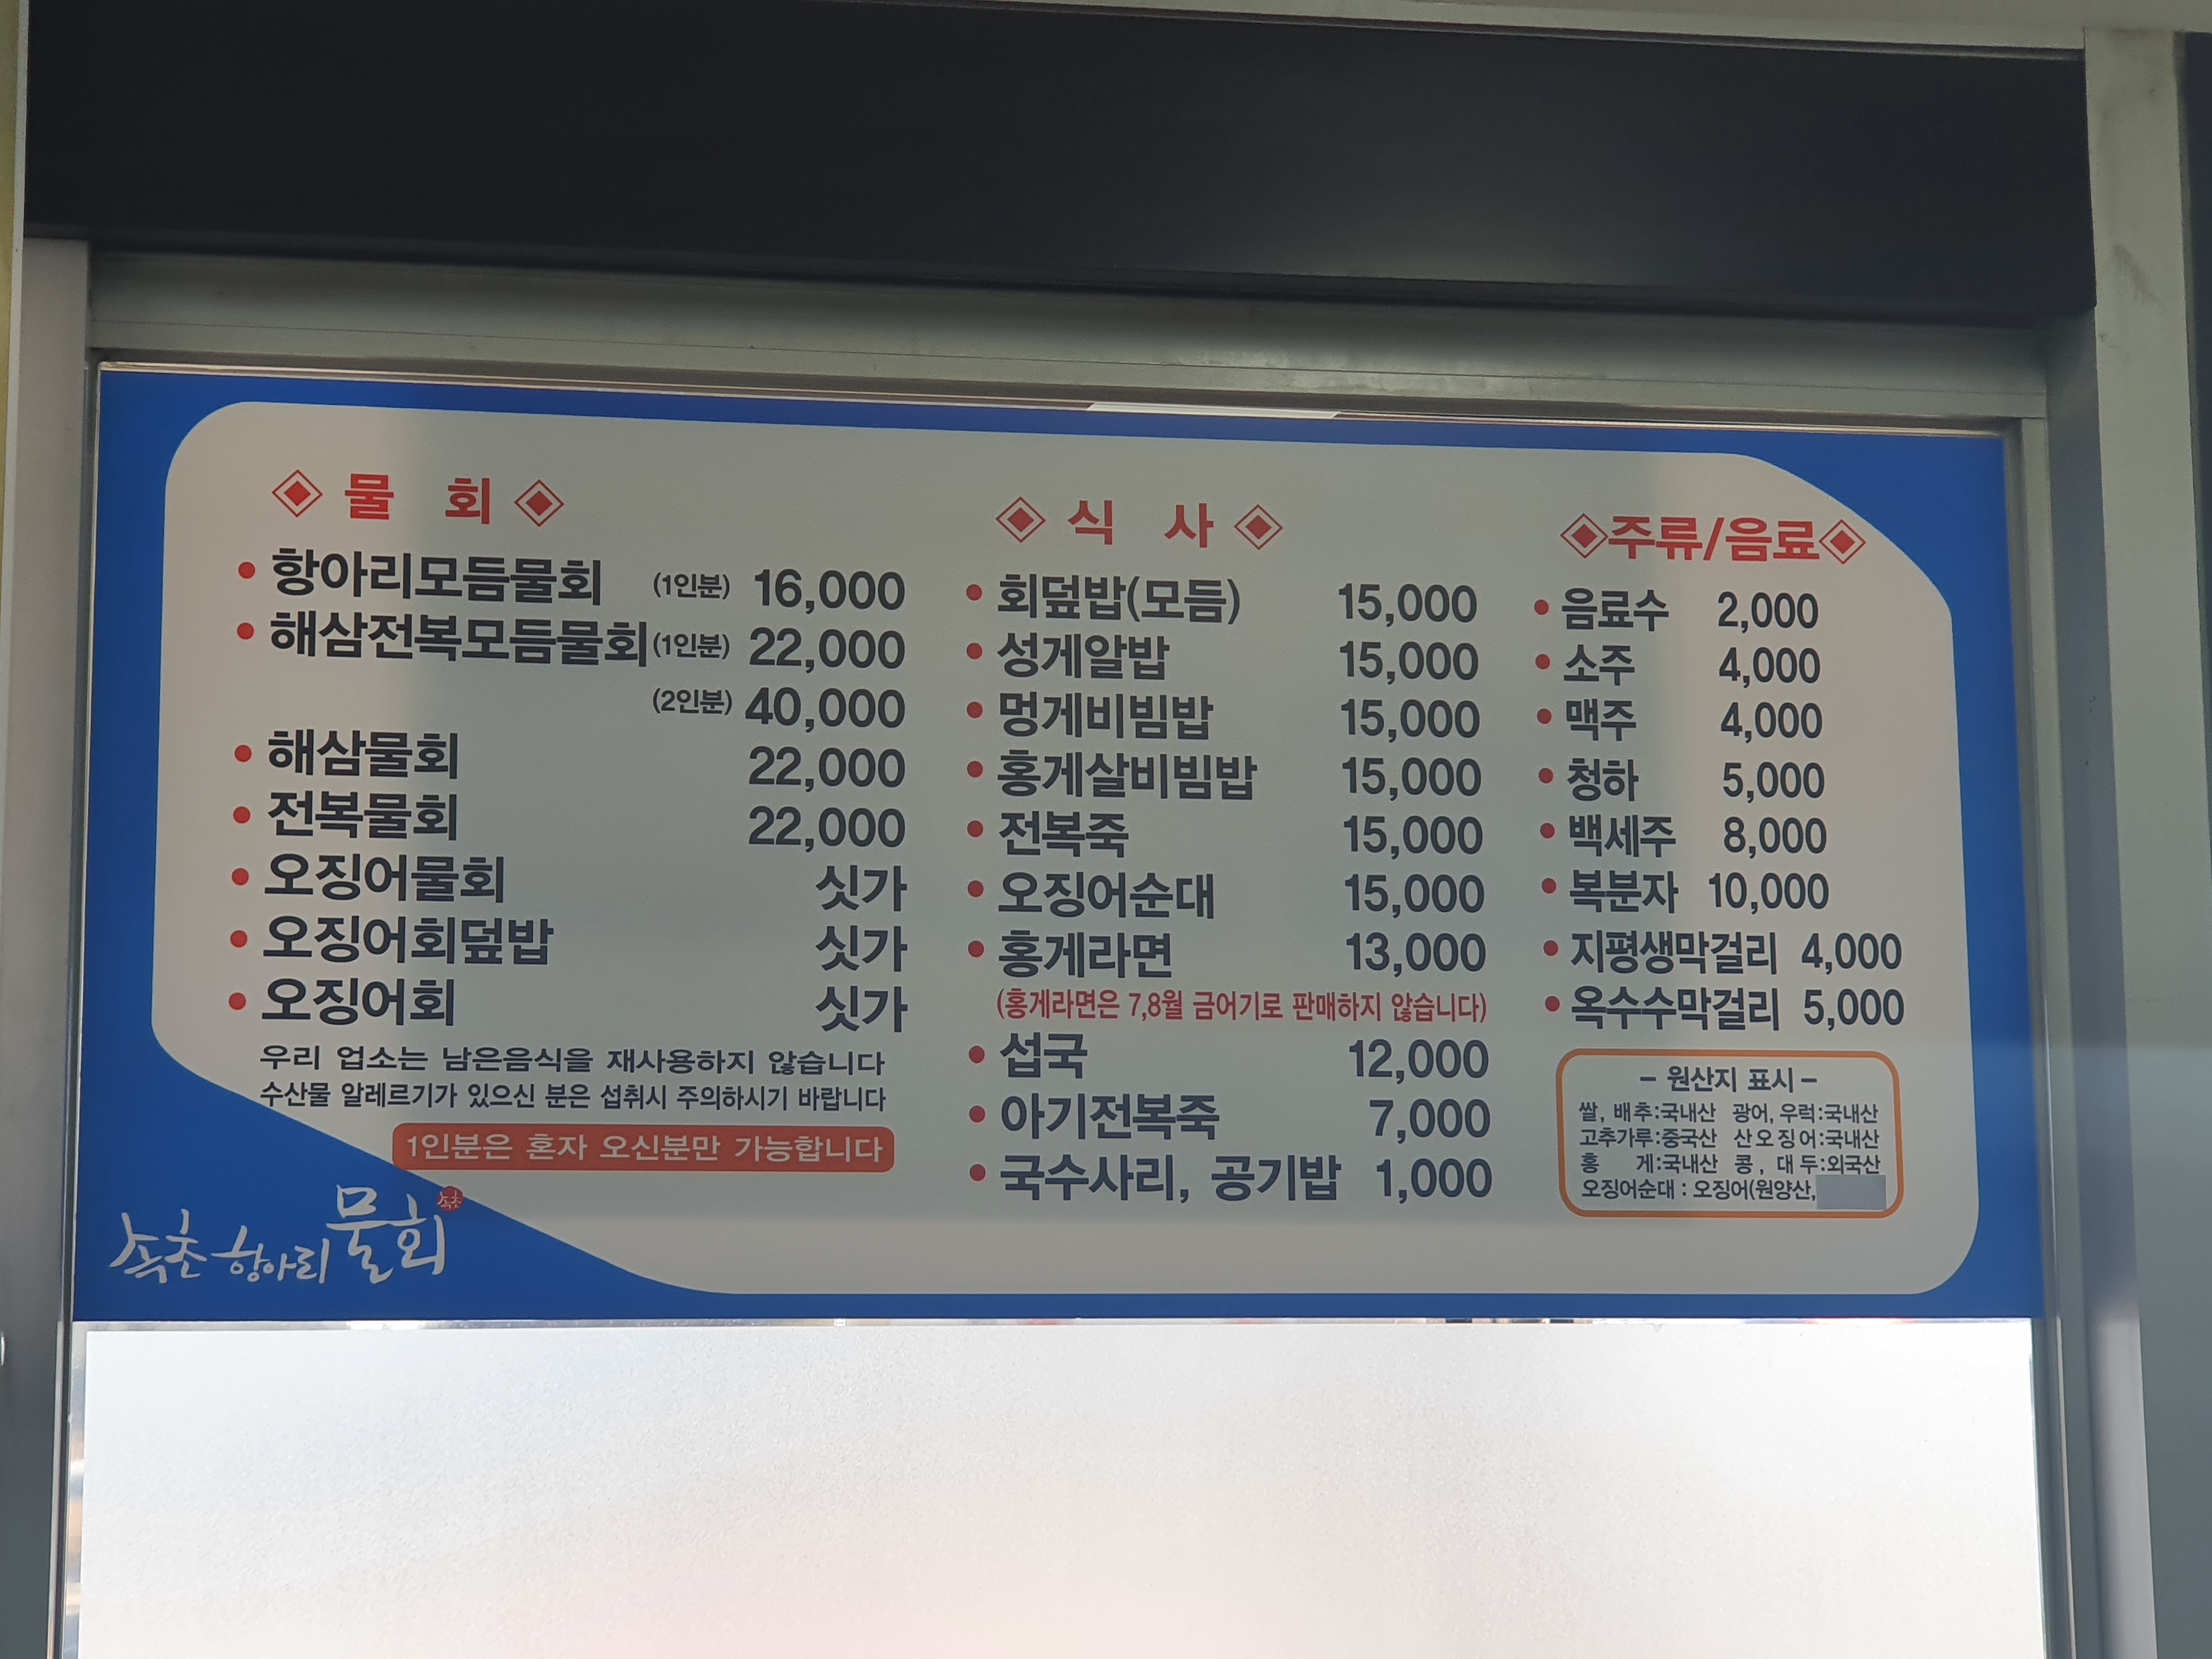 물 회
항아리모듬물회 (1인분) 16,000
해삼전복모듬물회(1인분) 22,000
(2인분) 40,000
해삼물회 22,000
전복물회 22,000
오징어물회 싯가
오징어회덮밥 싯가
오징어회 싯가
우리 업소는 남은음식을 재사용하지 않습니다
수산물 알레르기가 있으신 분은 섭취시 주의하시기 바랍니다
1인분은 혼자 오신분만 가능합니다
속초 항아리 물회 속초
식 사
회덮밥(모듬) 15,000
성게알밥 15,000
멍게비빔밥 15,000
홍게살비빔밥 15,000
전복죽 15,000
오징어순대 15,000
홍게라면 13,000
(홍게라면은 7,8월 금어기로 판매하지 않습니다)
섭국 12,000
아기전복죽 7,000
국수사리, 공기밥 1,000
주류/음료
음료수 2,000
소주 4,000
맥주 4,000
청하 5,000
백세주 8,000
복분자 10,000
지평생막걸리 4,000
옥수수막걸리 5,000
- 원산지 표시 -
쌀, 배추:국내산 광어, 우럭:국내산
고추가루:중국산 산오징어:국내산
홍 게:국내산 콩, 대두:외국산
오징어순대 : 오징어(원양산,